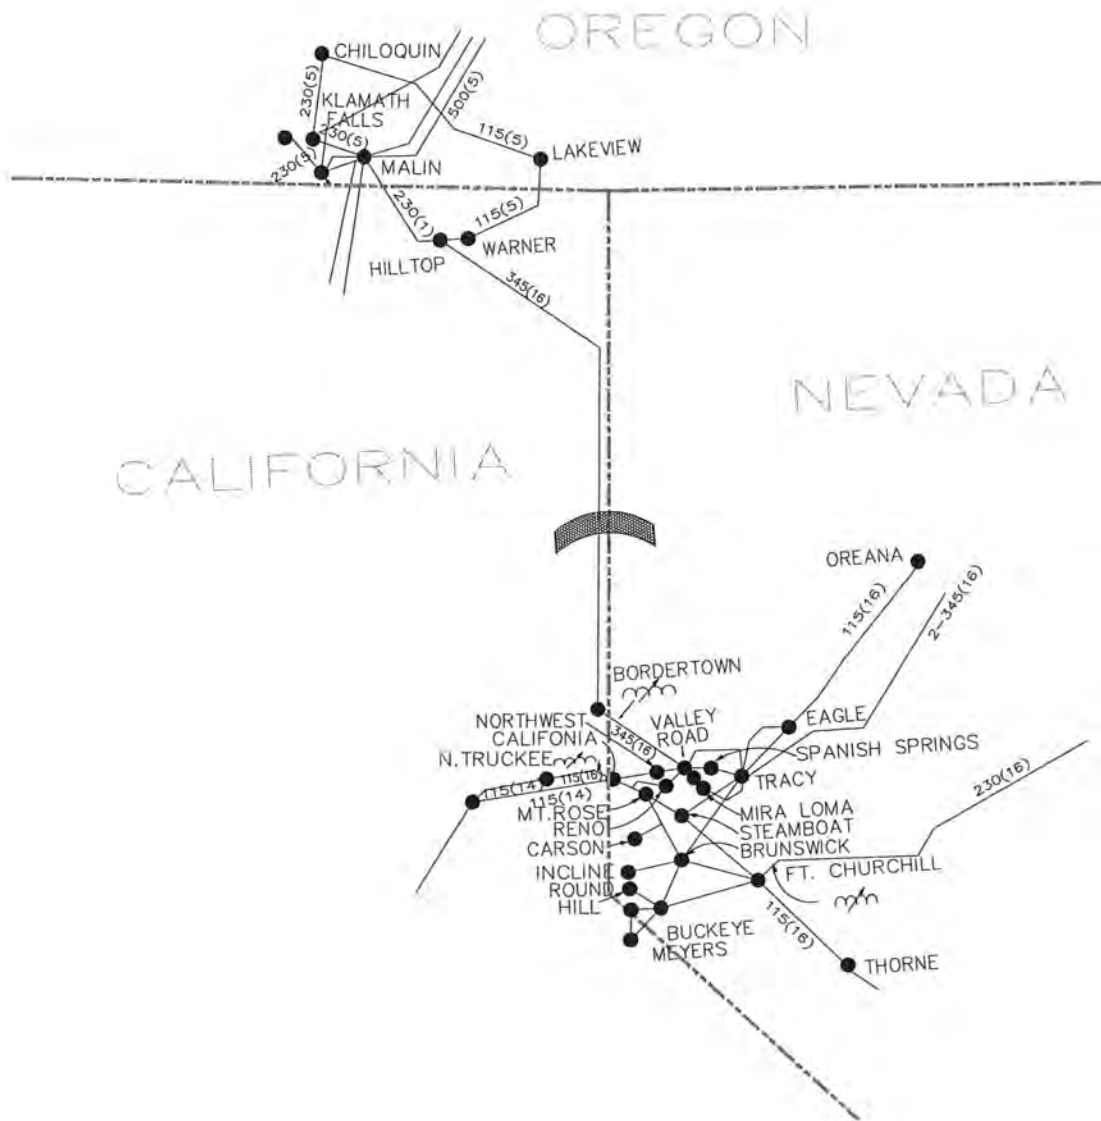 OREGON
CHILOQUIN
230(5)
KLAMATH
FALLS
500(5)
230(5)
115(5)
LAKEVIEW
230(5)
MALIN
230(1)
115(5)
WARNER
HILLTOP
345(16)
NEVADA
CALIFORNIA
OREANA
115(16)
2-345(16)
BORDERTOWN
NORTHWEST
VALLEY
ROAD
EAGLE
CALIFONIA
345(16)
SPANISH SPRINGS
N.TRUCKEE
115(16)
TRACY
230(16)
115(14)
115(14)
MT.ROSE
MIRA LOMA
RENO
STEAMBOAT
CARSON
BRUNSWICK
INCLINE
FT. CHURCHILL
ROUND
HILL
115(16)
BUCKEYE
MEYERS
THORNE